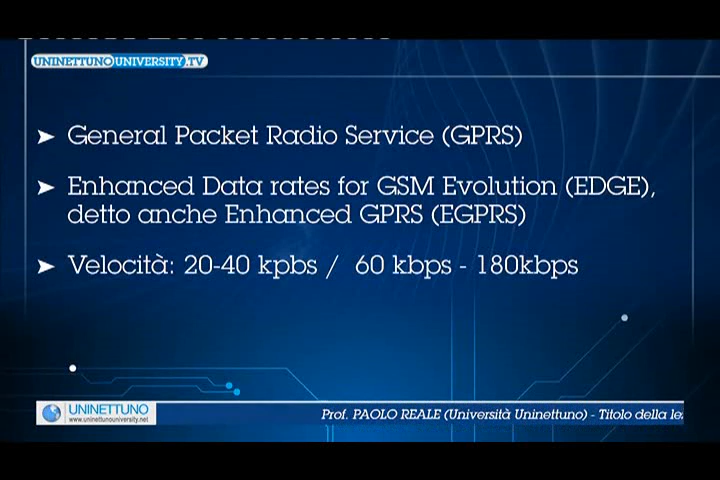 UNINETTUNOUNIVERSITY.TV
➤ General Packet Radio Service (GPRS)
➤ Enhanced Data rates for GSM Evolution (EDGE),
detto anche Enhanced GPRS (EGPRS)
➤ Velocità: 20-40 kpbs / 60 kbps - 180kbps
UNINETTUNO
www.uninettunouniversity.net
Prof. PAOLO REALE (Università Uninettuno) - Titolo della le